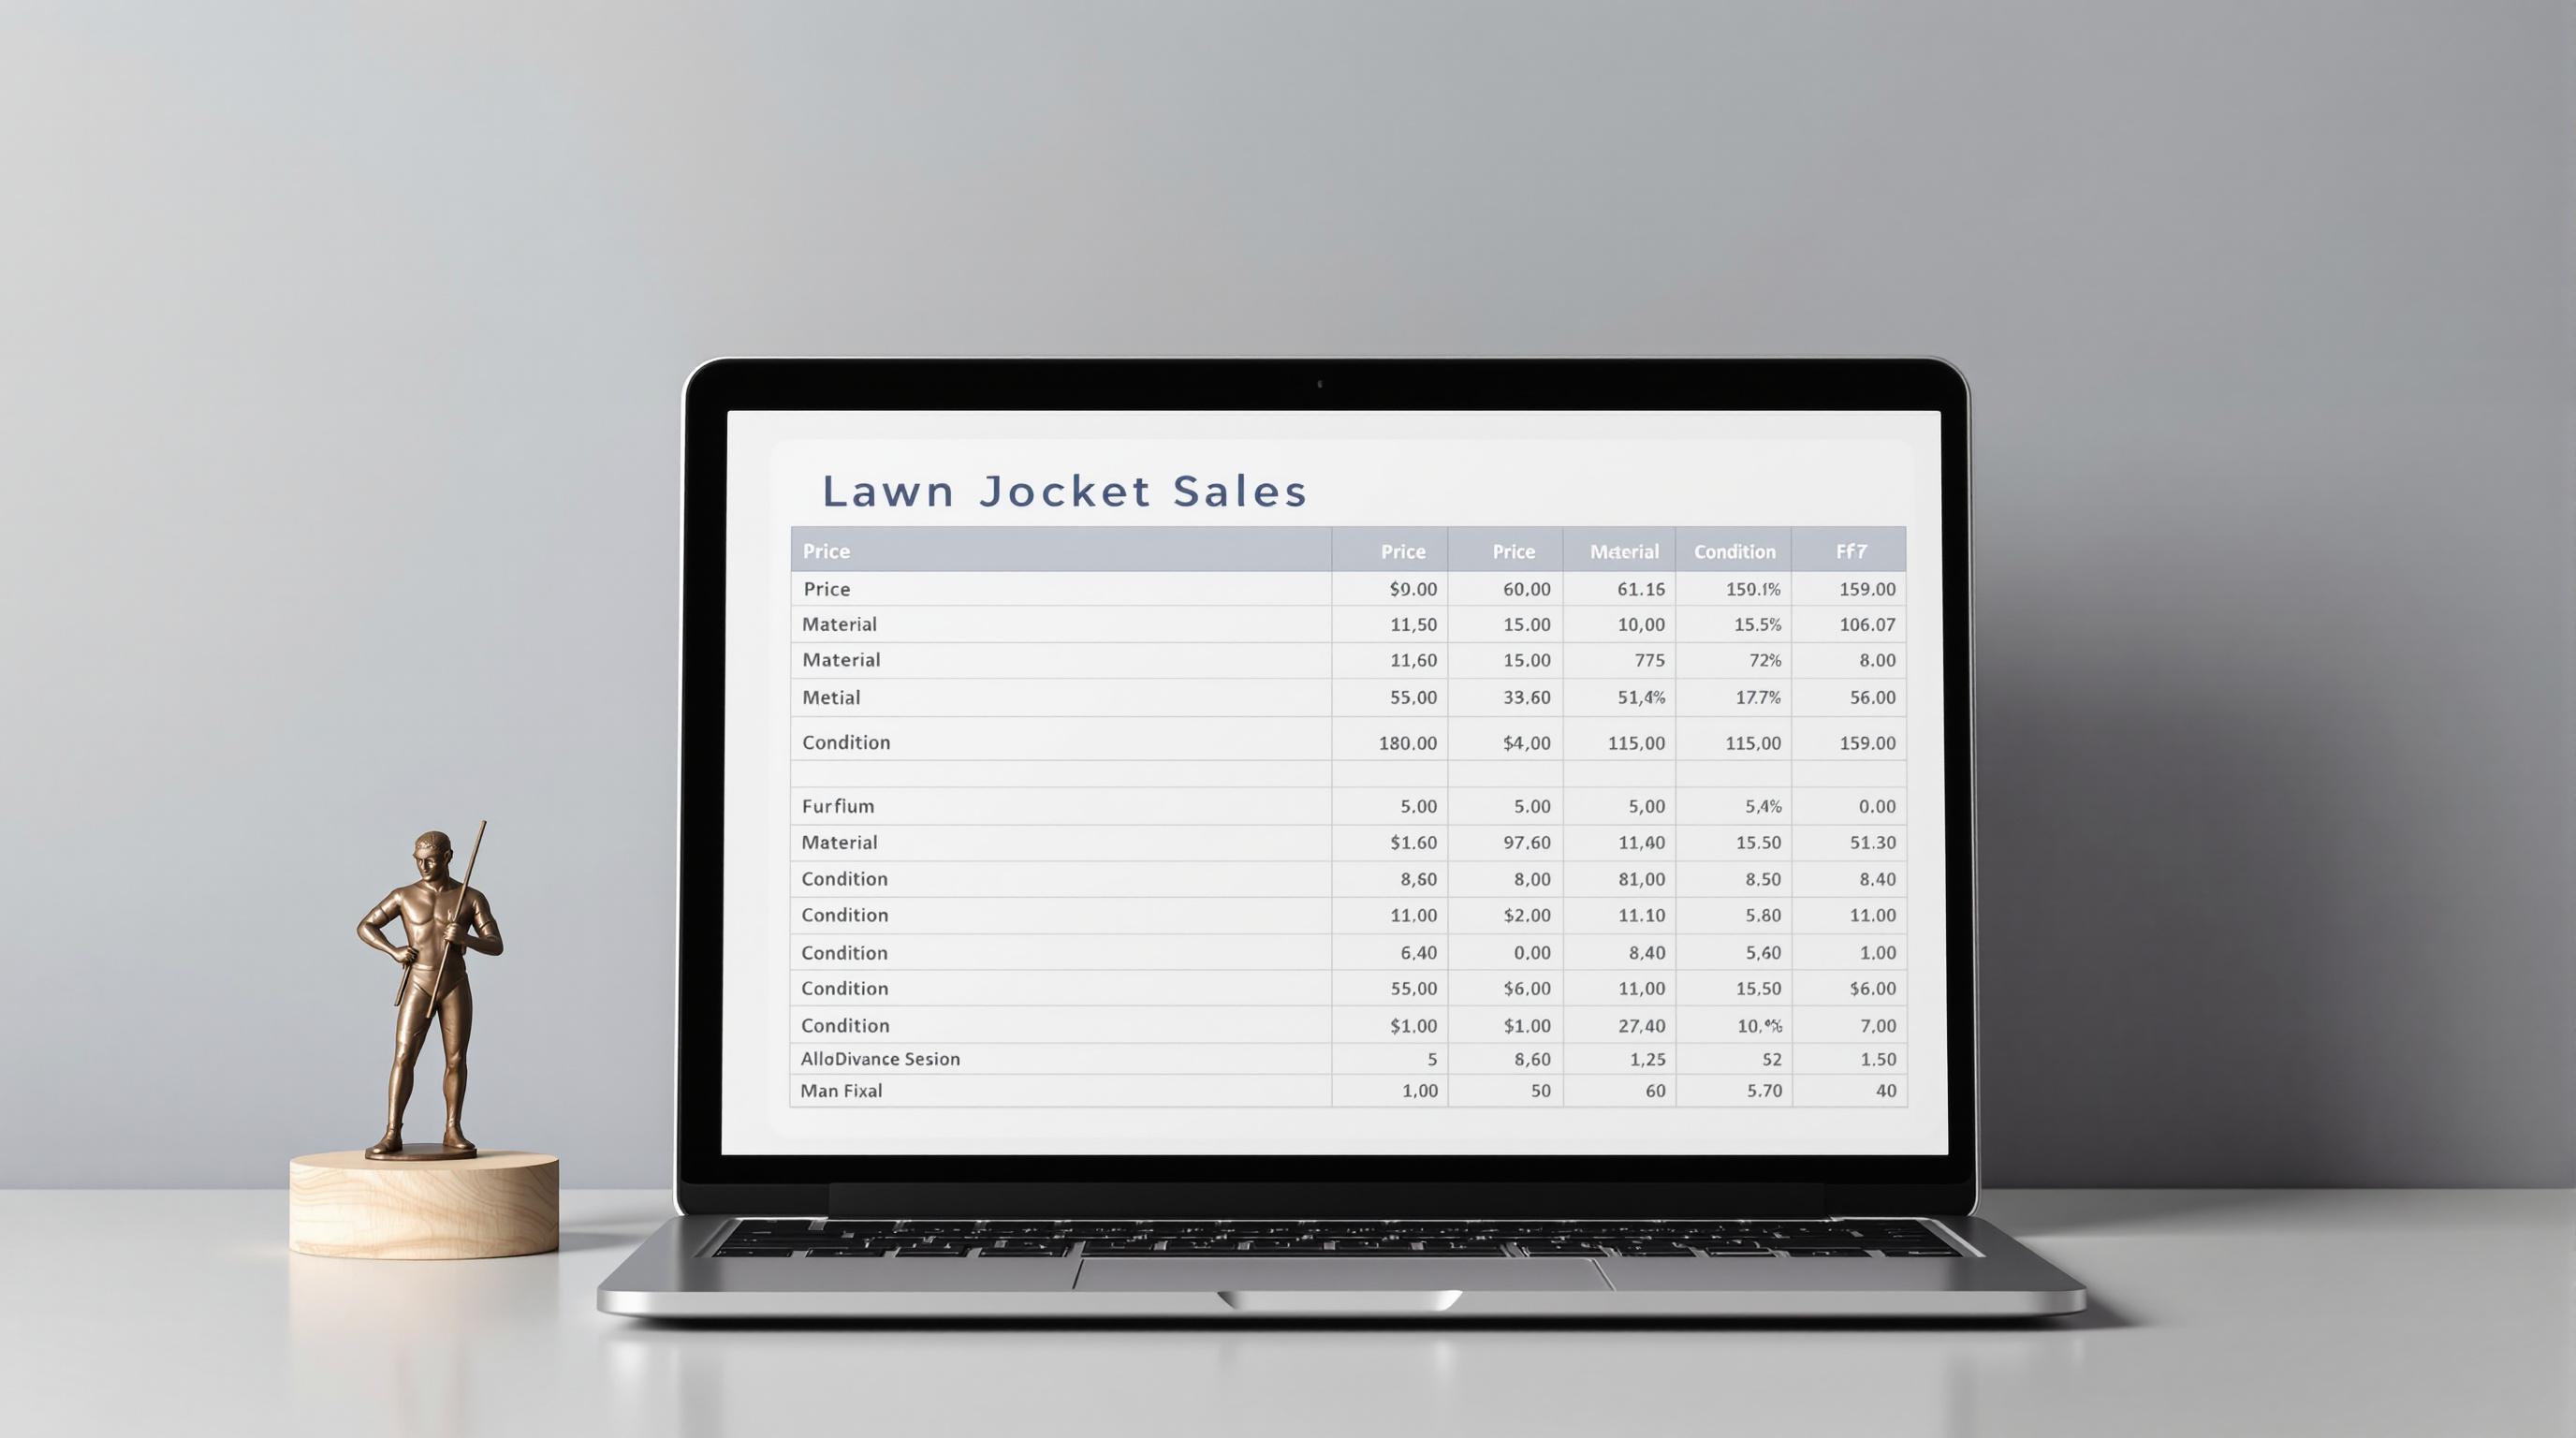 Lawn Jocket Sales
Price Price Price Material Condition Ff7
Price $9.00 60,00 61.16 159.00
Material 11,50 15.00 10,00 15.5% 106.07
Material 11,60 15.00 775 72% 8.00
Metial 55.00 33.60 51,4% 17.7% 56.00
Condition 180.00 $4,00 115,00 115,00 159.00
Furfium 5.00 5.00 5,00 5,4% 0.00
Material $1.60 97.60 11,40 15.50 51.30
Condition 8,60 8,00 81,00 8.50 8.40
Condition 11.00 $2.00 11.10 5.80 11.00
Condition 6,40 0.00 8,40 5,60 1.00
Condition 55,00 $6,00 11,00 15,50 $6.00
Condition $1.00 $1.00 27,40 7,00
AlloDivance Sesion 5 8,60 1,25 52 1.50
Man Fixal 1,00 50 60 5.70 40